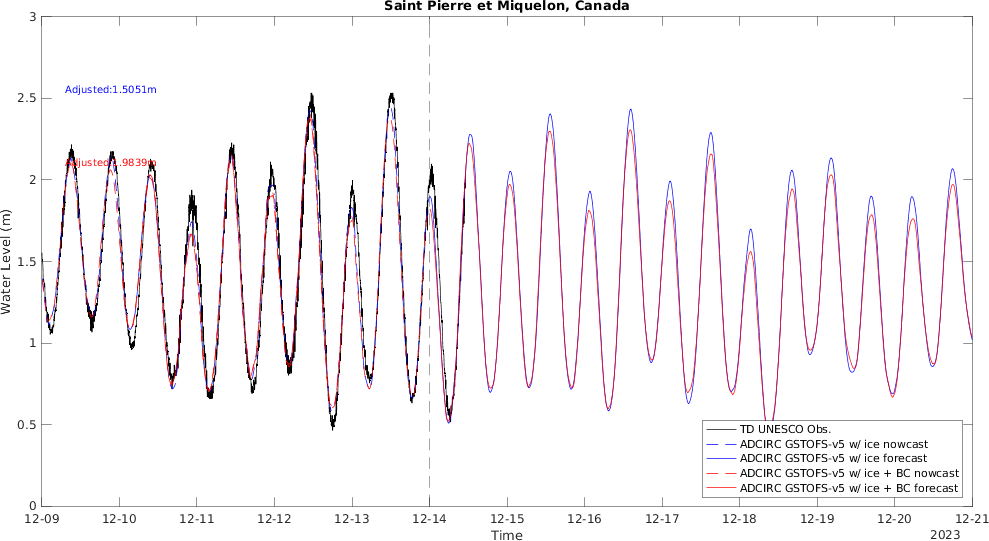 Saint Pierre et Miquelon, Canada
Water Level (m)
3
2.5
2
1.5
1
0.5
0
Adjusted:1.5051m
Adjusted:1.9839m
TD UNESCO Obs.
ADCIRC GSTOFS-v5 w/ ice nowcast
ADCIRC GSTOFS-v5 w/ ice forecast
ADCIRC GSTOFS-v5 w/ ice + BC nowcast
ADCIRC GSTOFS-v5 w/ ice + BC forecast
12-09 12-10 12-11 12-12 12-13 12-14 12-15 12-16 12-17 12-18 12-19 12-20 12-21
Time
2023